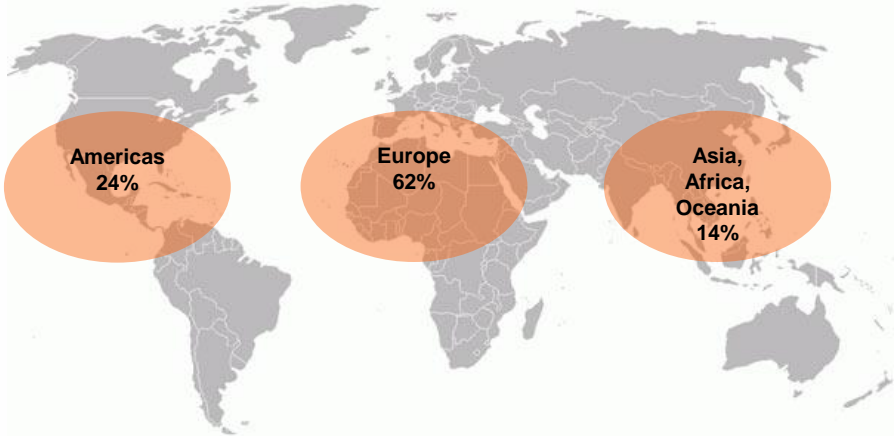 Americas
24%
Europe
62%
Asia,
Africa,
Oceania
14%